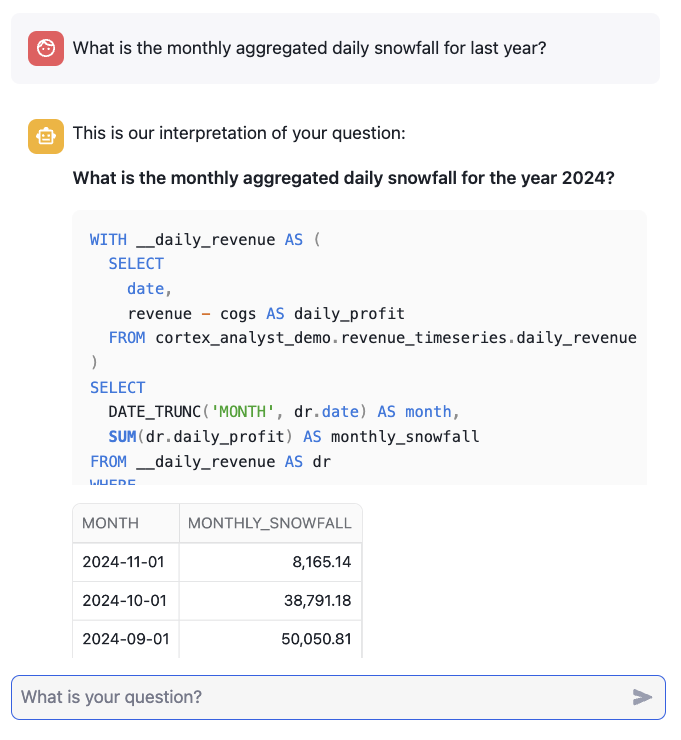 What is the monthly aggregated daily snowfall for last year?
This is our interpretation of your question:
What is the monthly aggregated daily snowfall for the year 2024?
WITH __daily_revenue AS (
  SELECT
    date,
    revenue - cogs AS daily_profit
  FROM cortex_analyst_demo.revenue_timeseries.daily_revenue
)
SELECT
  DATE_TRUNC('MONTH', dr.date) AS month,
  SUM(dr.daily_profit) AS monthly_snowfall
FROM __daily_revenue AS dr
WHERE
MONTH MONTHLY_SNOWFALL
2024-11-01 8,165.14
2024-10-01 38,791.18
2024-09-01 50,050.81
What is your question?